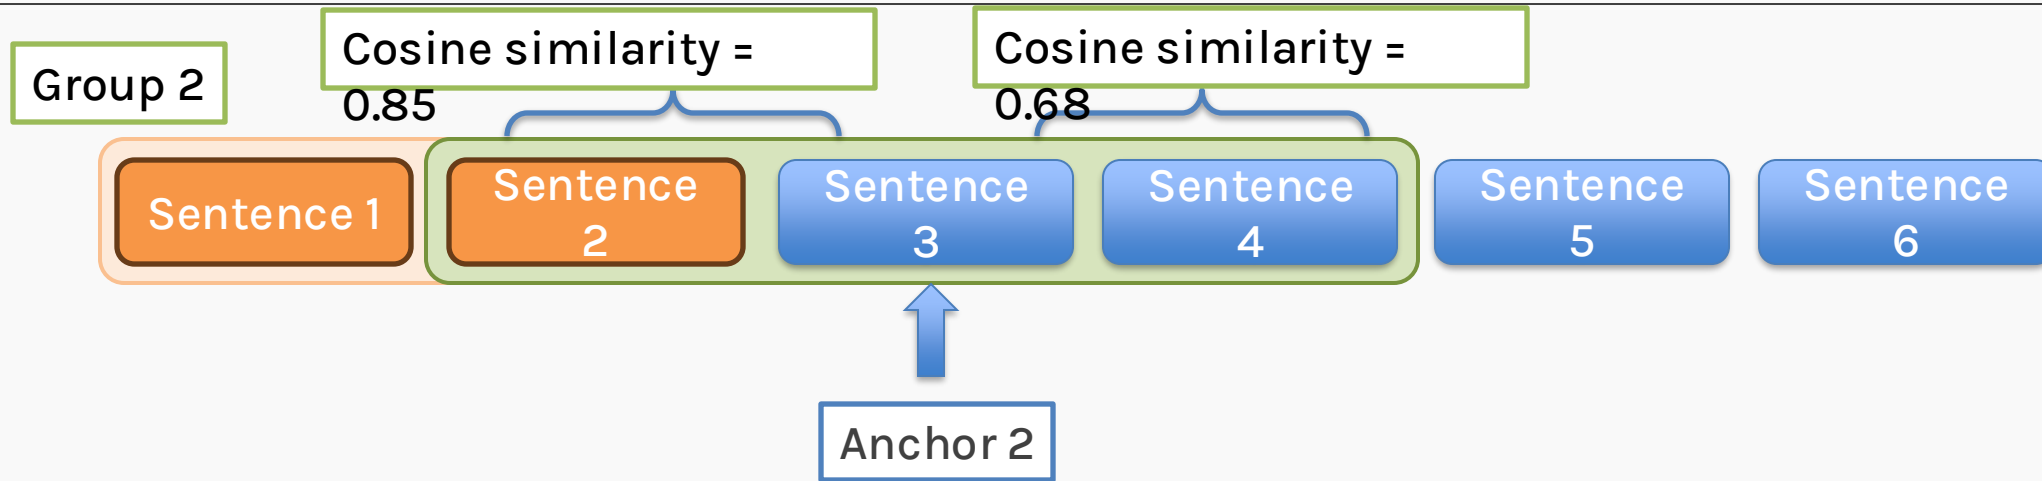 Group 2
Cosine similarity =
0.85
Cosine similarity =
0.68
Sentence 1
Sentence
2
Sentence
3
Sentence
4
Sentence
5
Sentence
6
Anchor 2